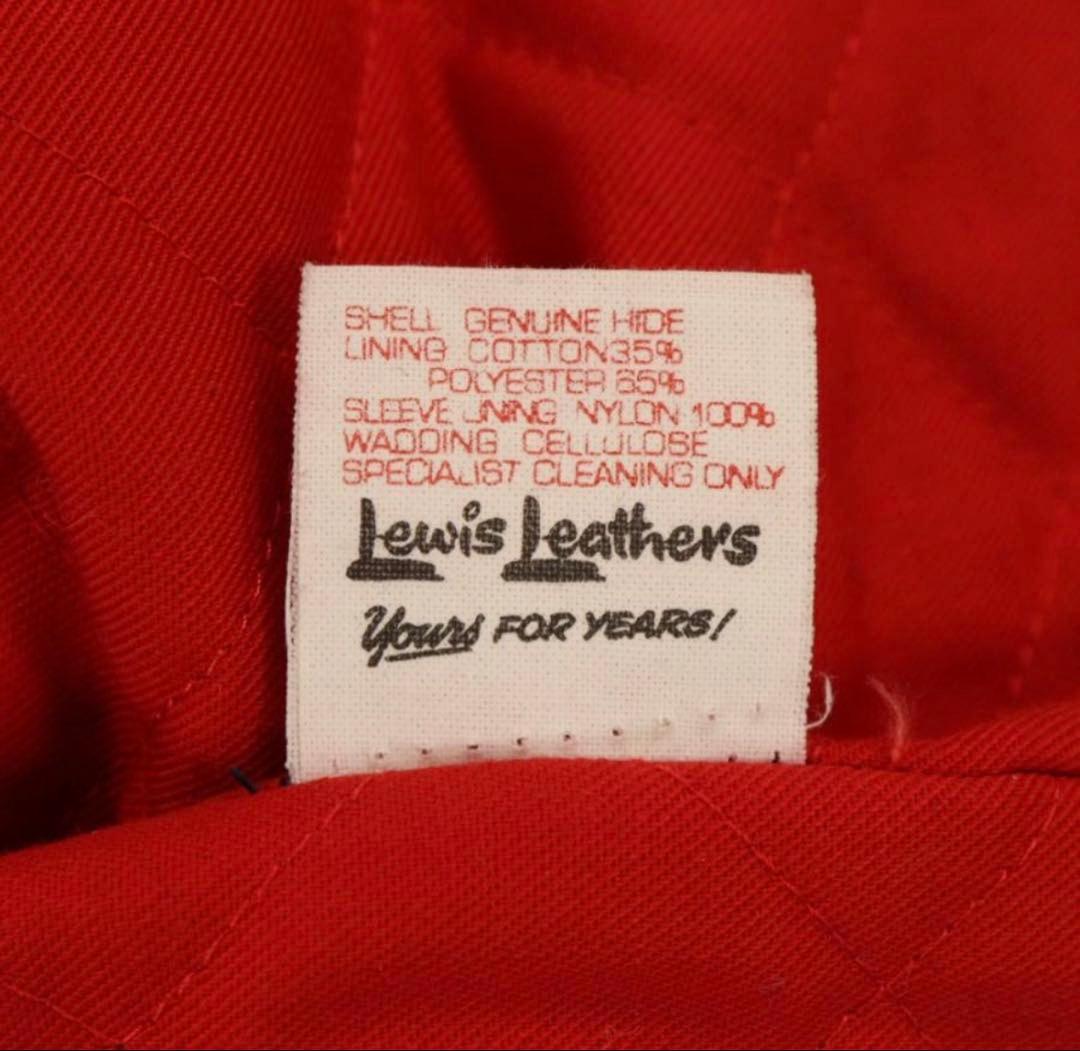 SHELL GENUINE HIDE
LINING COTTON35%
POLYESTER 65%
SLEEVE LINING NYLON 100%
WADDING CELLULOSE
SPECIALIST CLEANING ONLY
Lewis Leathers
Yours FOR YEARS!